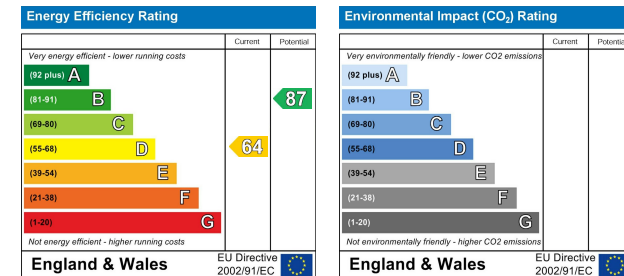 Energy Efficiency Rating
Current Potential
Very energy efficient - lower running costs
(92 plus) A
(81-91) B
87
(69-80) C
(55-68) D
64
(39-54) E
(21-38) F
(1-20) G
Not energy efficient - higher running costs
England & Wales
EU Directive
2002/91/EC
Environmental Impact (CO₂) Rating
Current Potential
Very environmentally friendly - lower CO2 emissions
(92 plus) A
(81-91) B
(69-80) C
(55-68) D
(39-54) E
(21-38) F
(1-20) G
Not environmentally friendly - higher CO2 emissions
England & Wales
EU Directive
2002/91/EC